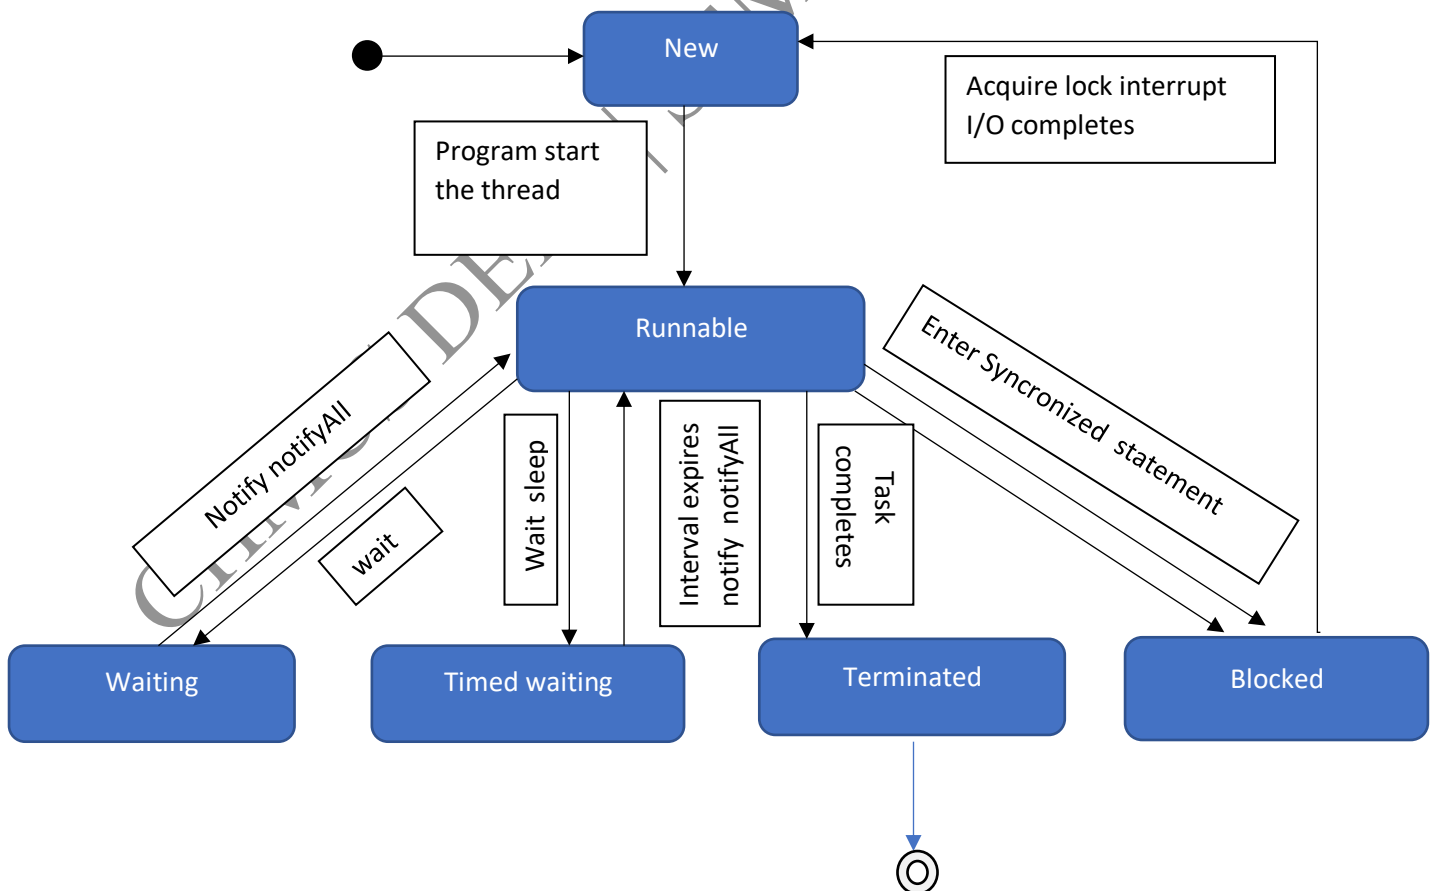 New
Acquire lock interrupt
I/O completes
Program start
the thread
Runnable
Enter Syncronized statement
Notify notifyAll
wait
Wait sleep
Interval expires
notify notifyAll
Task
completes
Waiting
Timed waiting
Terminated
Blocked